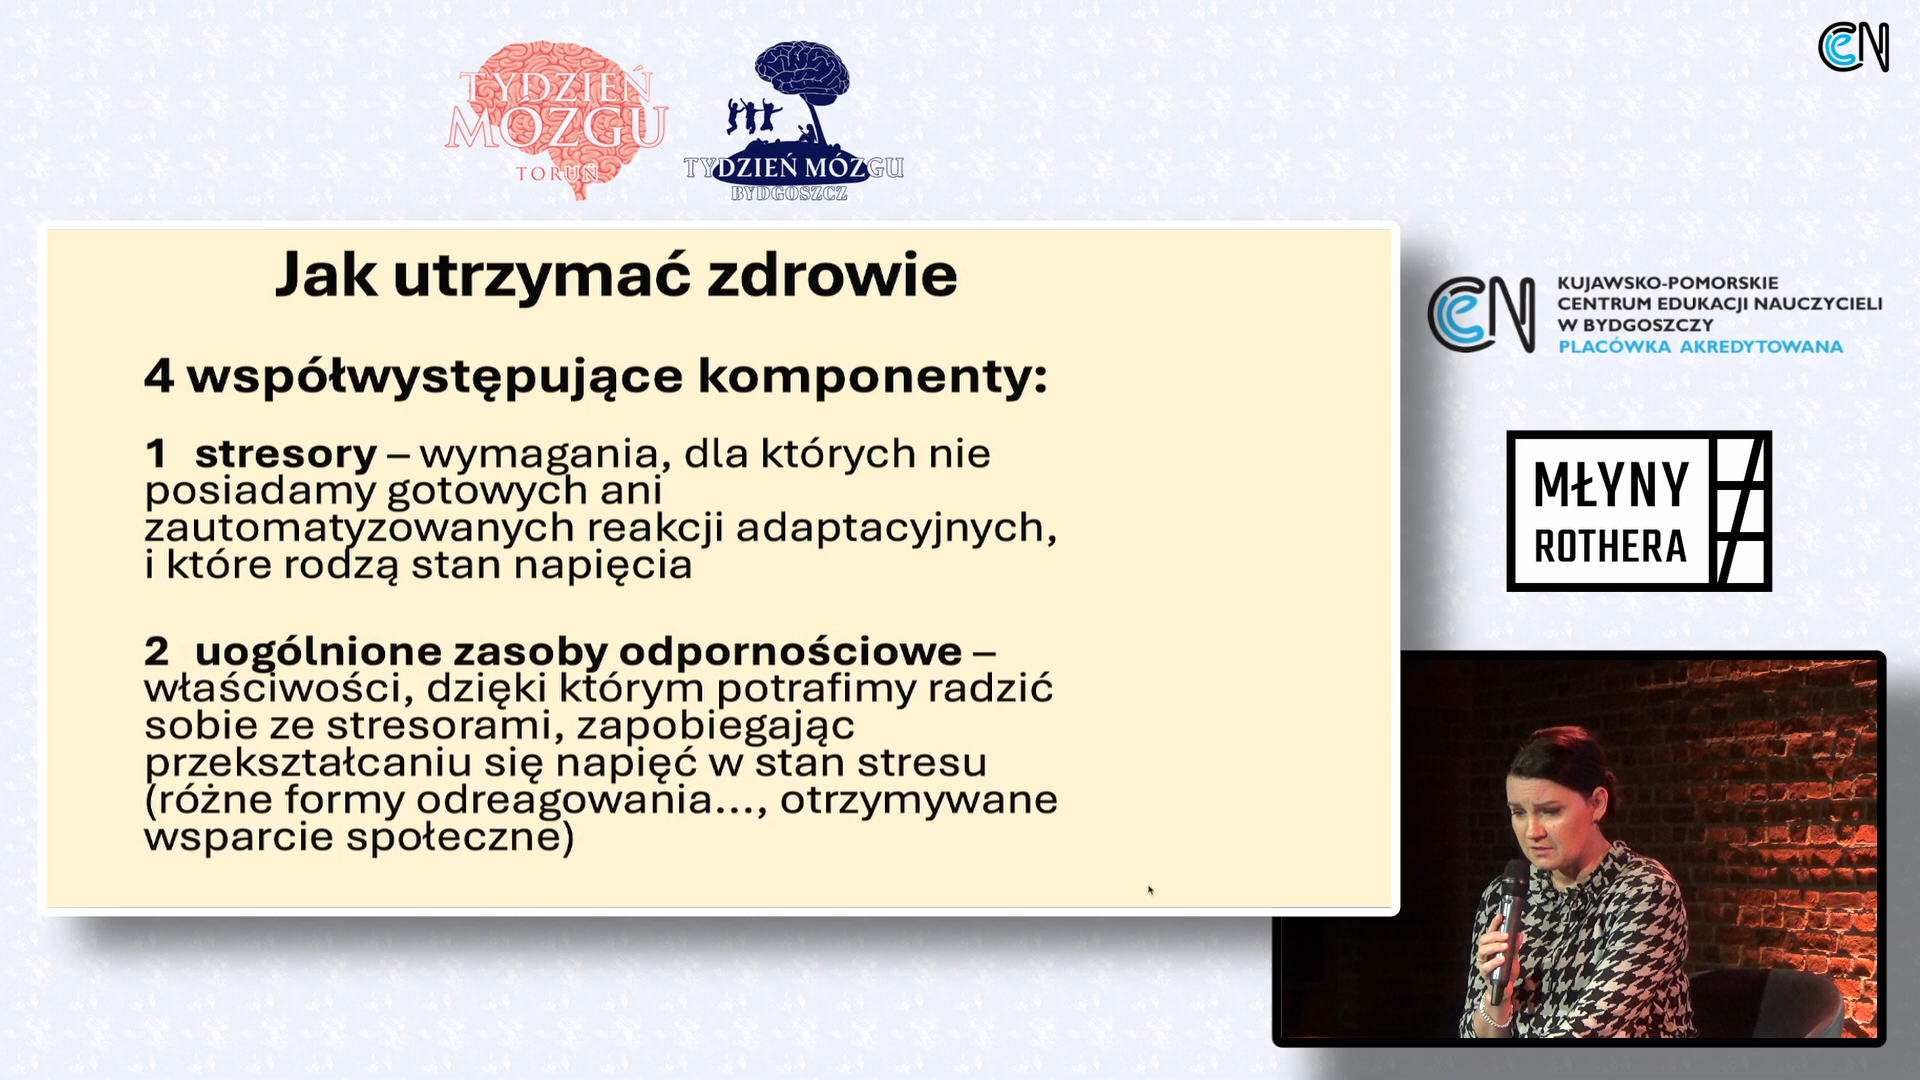 CeN
TYDZIEŃ
MÓZGU
TORUŃ
TYDZIEŃ MÓZGU
BYDGOSZCZ
Jak utrzymać zdrowie
4 współwystępujące komponenty:
1 stresory – wymagania, dla których nie
posiadamy gotowych ani
zautomatyzowanych reakcji adaptacyjnych,
i które rodzą stan napięcia
2 uogólnione zasoby odpornościowe –
właściwości, dzięki którym potrafimy radzić
sobie ze stresorami, zapobiegając
przekształcaniu się napięć w stan stresu
(różne formy odreagowania..., otrzymywane
wsparcie społeczne)
CeN
KUJAWSKO-POMORSKIE
CENTRUM EDUKACJI NAUCZYCIELI
W BYDGOSZCZY
PLACÓWKA AKREDYTOWANA
MŁYNY
ROTHERA